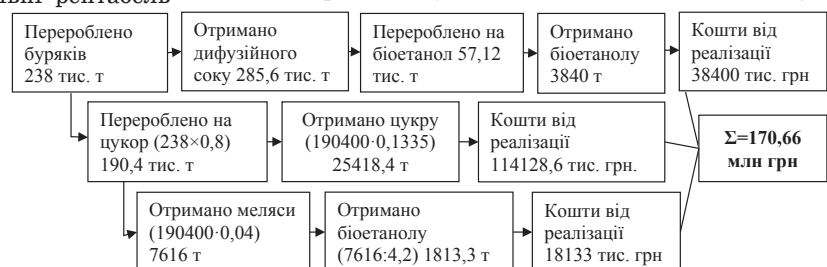 Перероблено
буряків
238 тис. т
Отримано
дифузійного
соку 285,6 тис. т
Перероблено на
біоетанол 57,12
тис. т
Отримано
біоетанолу
3840 т
Кошти від
реалізації
38400 тис. грн
Перероблено на
цукор (238×0,8)
190,4 тис. т
Отримано цукру
(190400·0,1335)
25418,4 т
Кошти від
реалізації
114128,6 тис. грн.
Σ=170,66
млн грн
Отримано меляси
(190400·0,04)
7616 т
Отримано
біоетанолу
(7616:4,2) 1813,3 т
Кошти від
реалізації
18133 тис. грн